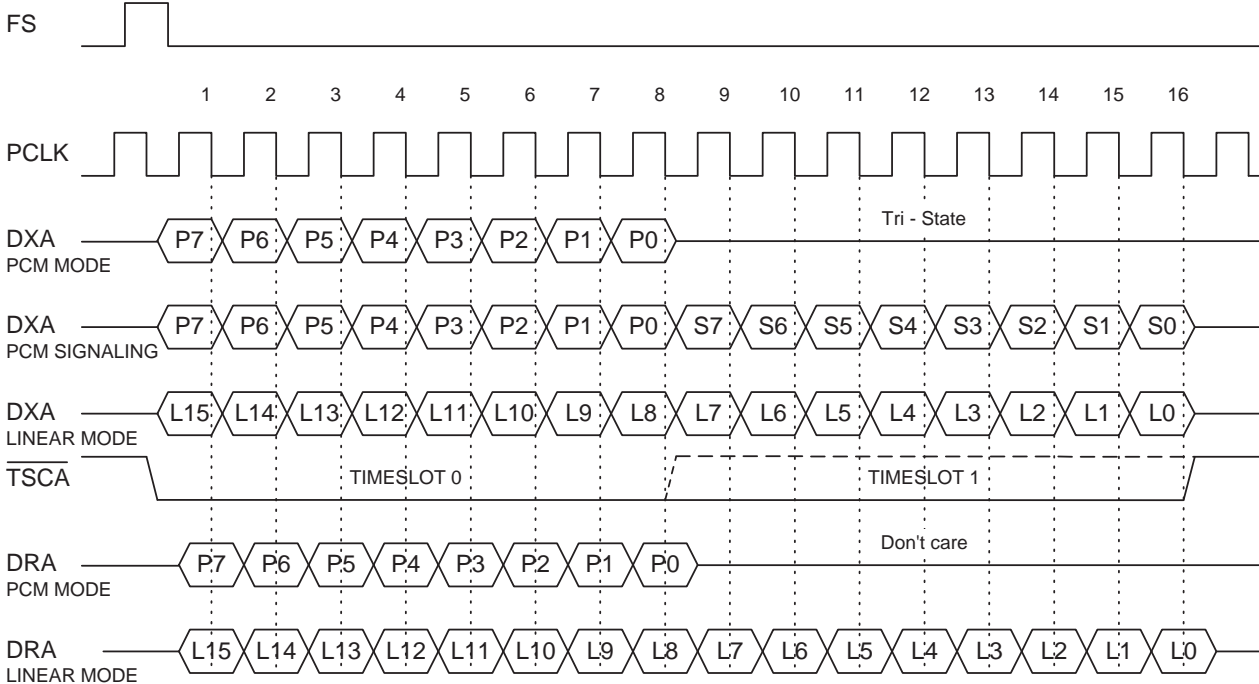 FS
1 2 3 4 5 6 7 8 9 10 11 12 13 14 15 16
PCLK
Tri - State
DXA P7 P6 P5 P4 P3 P2 P1 P0
PCM MODE
DXA P7 P6 P5 P4 P3 P2 P1 P0 S7 S6 S5 S4 S3 S2 S1 S0
PCM SIGNALING
DXA L15 L14 L13 L12 L11 L10 L9 L8 L7 L6 L5 L4 L3 L2 L1 L0
LINEAR MODE
TSCA TIMESLOT 0 TIMESLOT 1
Don't care
DRA P7 P6 P5 P4 P3 P2 P1 P0
PCM MODE
DRA L15 L14 L13 L12 L11 L10 L9 L8 L7 L6 L5 L4 L3 L2 L1 L0
LINEAR MODE